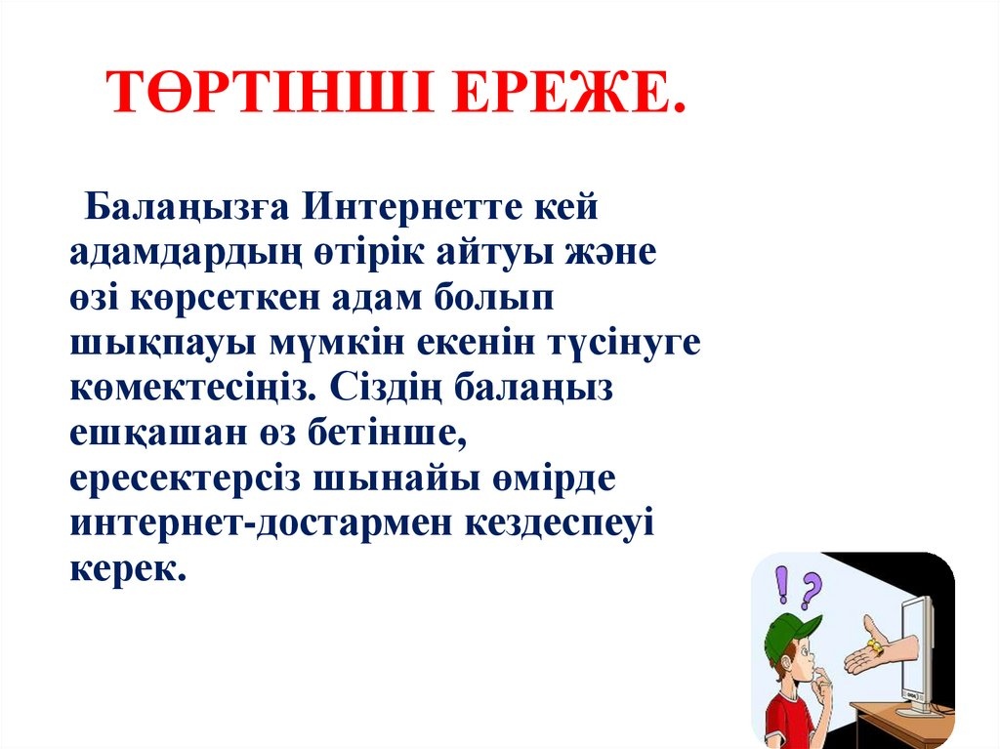 ТӨРТІНШІ ЕРЕЖЕ.
Балаңызға Интернетте кей
адамдардың өтірік айтуы және
өзі көрсеткен адам болып
шықпауы мүмкін екенін түсінуге
көмектесіңіз. Сіздің балаңыз
ешқашан өз бетінше,
ересектерсіз шынайы өмірде
интернет-достармен кездеспеуі
керек.
! ?